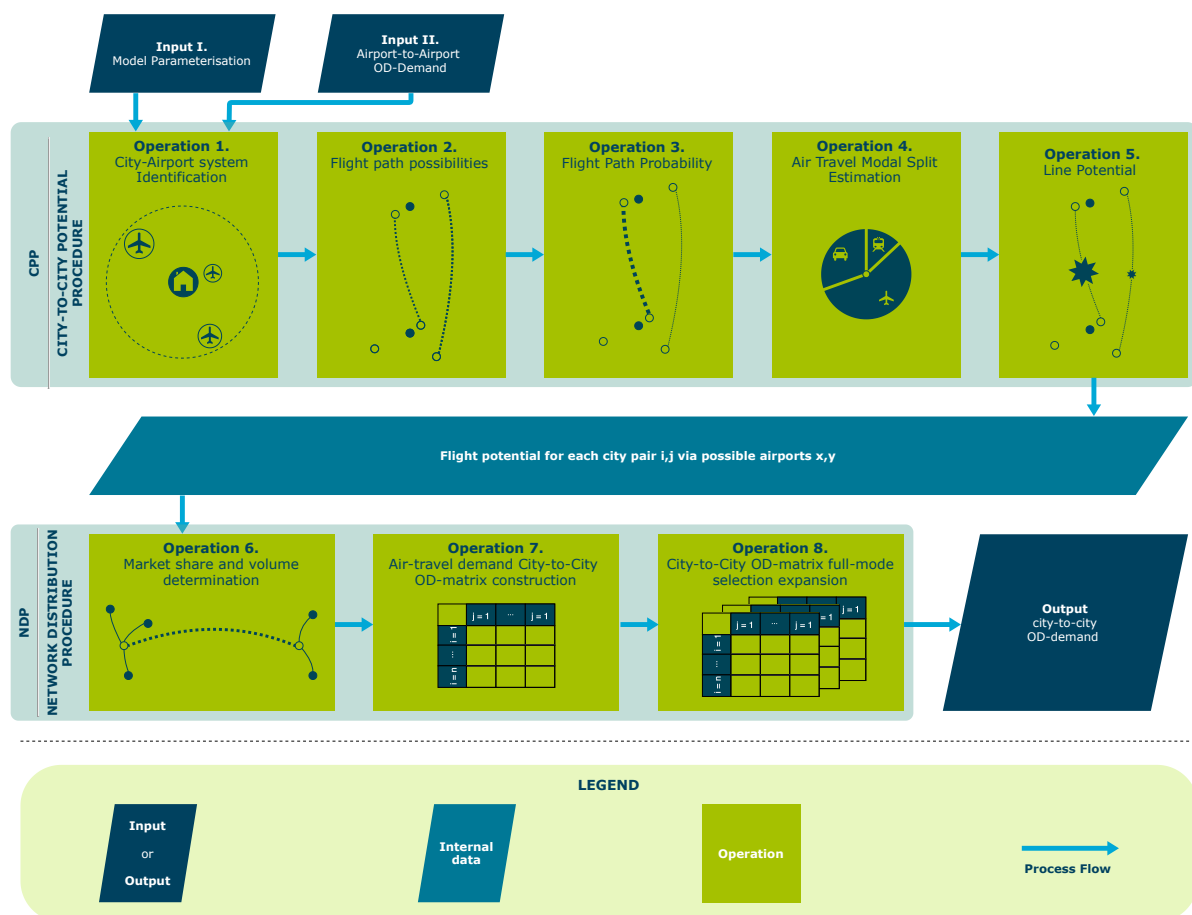 Input I.
Model Parameterisation
Input II.
Airport-to-Airport
OD-Demand
CPP
CITY-TO-CITY POTENTIAL
PROCEDURE
Operation 1.
City-Airport system
Identification
Operation 2.
Flight path possibilities
Operation 3.
Flight Path Probability
Operation 4.
Air Travel Modal Split
Estimation
Operation 5.
Line Potential
Flight potential for each city pair i,j via possible airports x,y
NDP
NETWORK DISTRIBUTION
PROCEDURE
Operation 6.
Market share and volume
determination
Operation 7.
Air-travel demand City-to-City
OD-matrix construction
j = 1 ... j = 1
i = 1
...
i = n
Operation 8.
City-to-City OD-matrix full-mode
selection expansion
j = 1
= 1
j = 1 ... j = 1
i = 1
...
i = n
Output
city-to-city
OD-demand
LEGEND
Input
or
Output
Internal
data
Operation
Process Flow